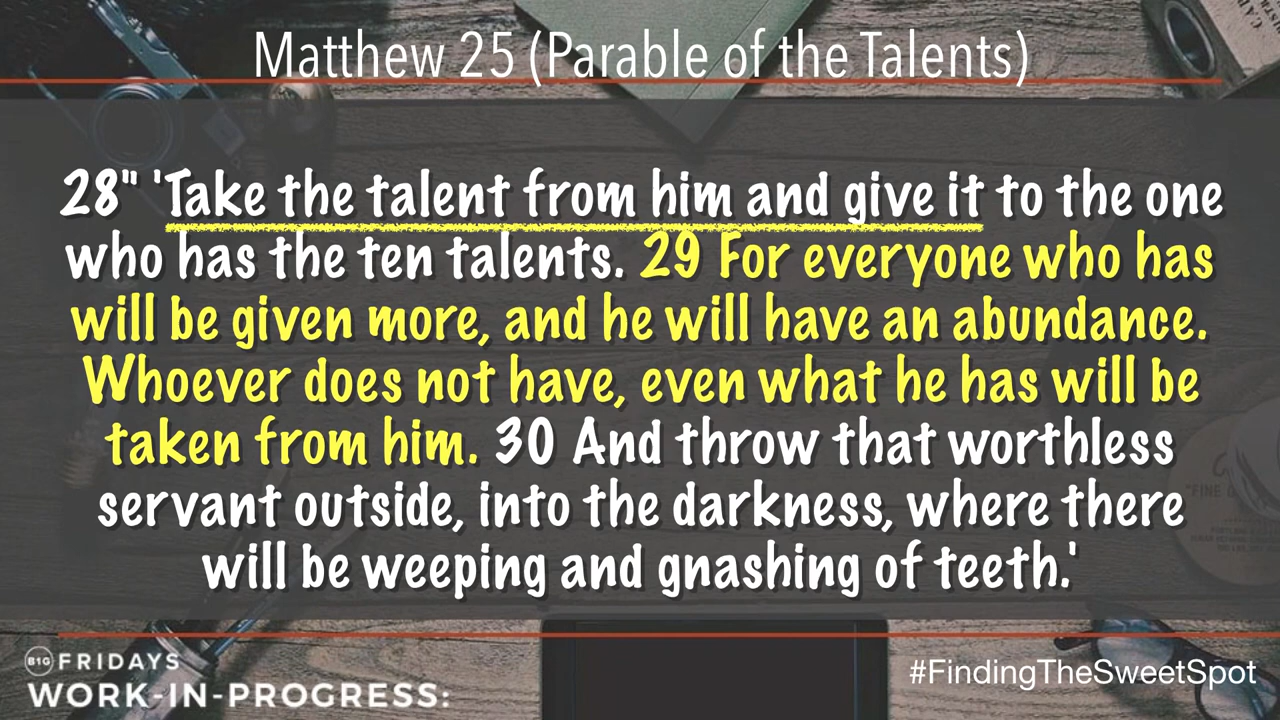 Matthew 25 (Parable of the Talents)
28" 'Take the talent from him and give it to the one
who has the ten talents. 29 For everyone who has
will be given more, and he will have an abundance.
Whoever does not have, even what he has will be
taken from him. 30 And throw that worthless
servant outside, into the darkness, where there
will be weeping and gnashing of teeth.'
B1G FRIDAYS
WORK-IN-PROGRESS:
#FindingTheSweetSpot